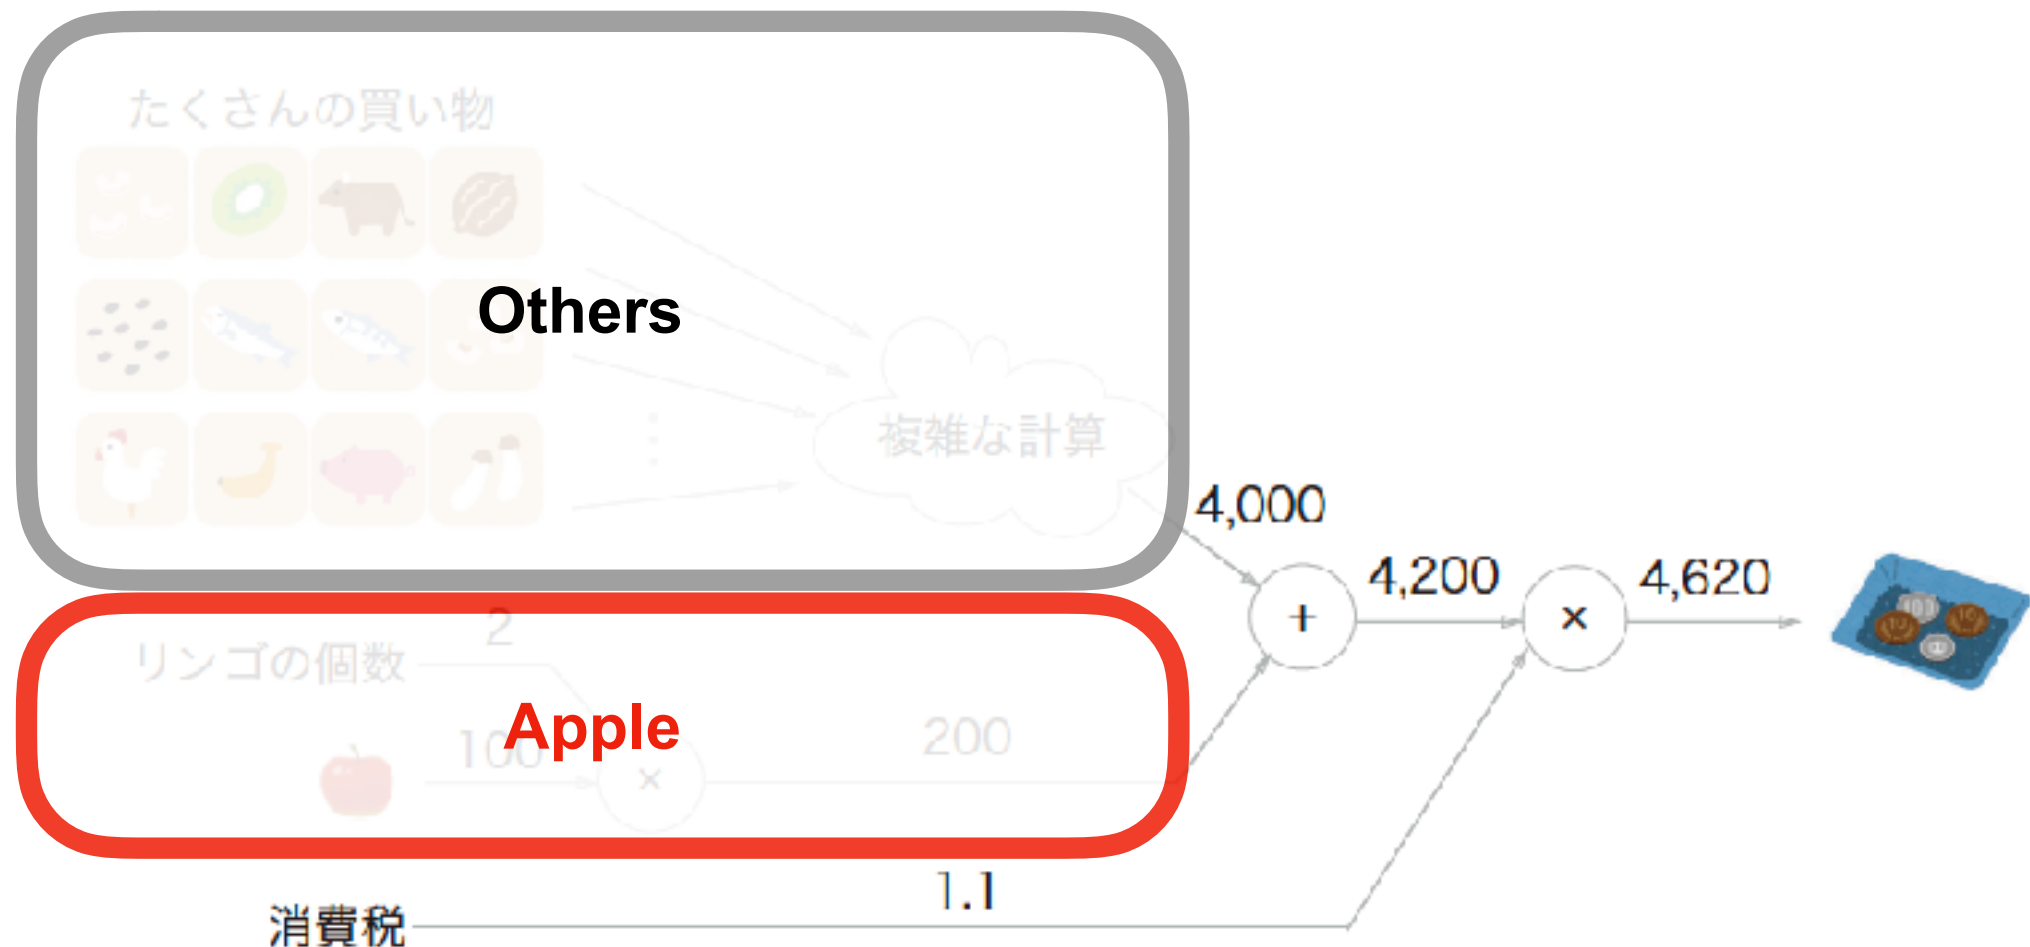 たくさんの買い物
Others
複雑な計算
4,000
+
4,200
×
4,620
リンゴの個数
2
100
Apple
×
200
消費税
1.1